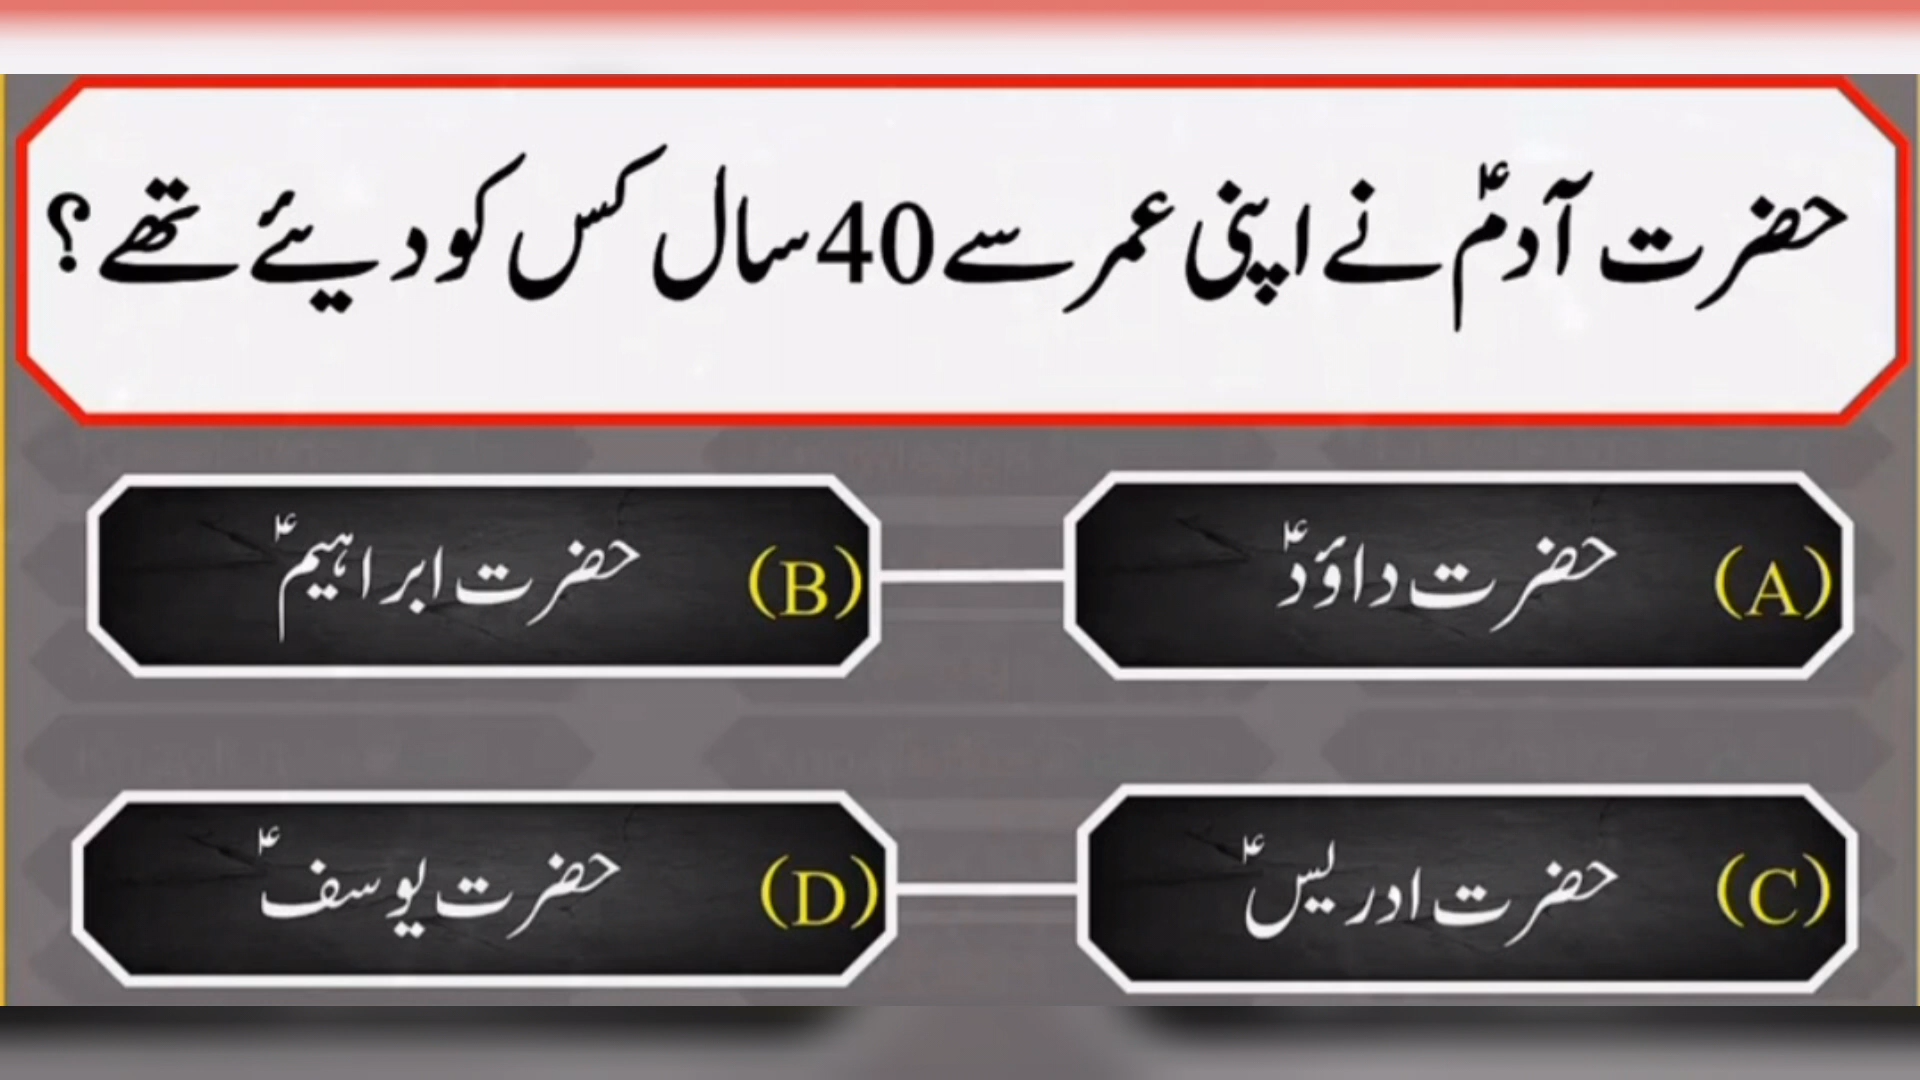 حضرت آدمؑ نے اپنی عمر سے 40 سال کس کو دیئے تھے؟
(A) حضرت داؤدؑ
(B) حضرت ابراہیمؑ
(C) حضرت ادریسؑ
(D) حضرت یوسفؑ